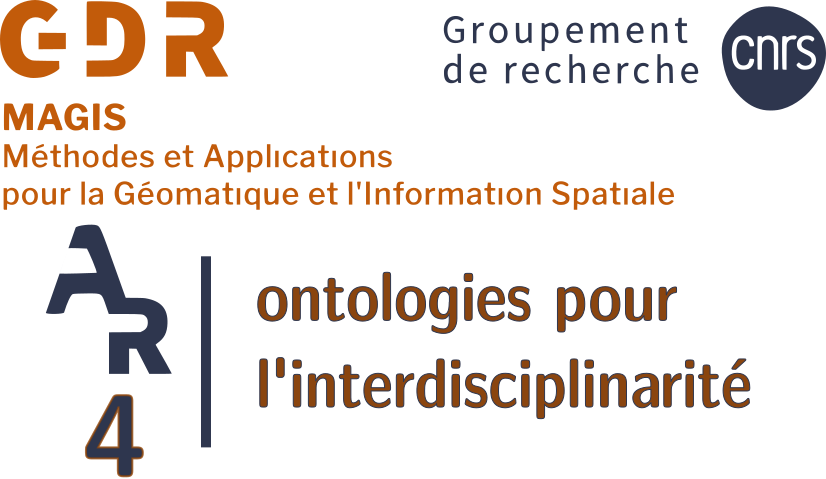 GDR
Groupement
de recherche
cnrs
MAGIS
Méthodes et Applications
pour la Géomatique et l'Information Spatiale
AR
4
ontologies pour
l'interdisciplinarité